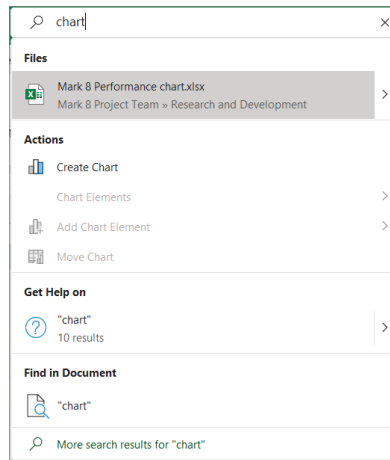 chart
Files
Mark 8 Performance chart.xlsx
Mark 8 Project Team » Research and Development
Actions
Create Chart
Chart Elements
Add Chart Element
Move Chart
Get Help on
"chart"
10 results
Find in Document
"chart"
More search results for "chart"